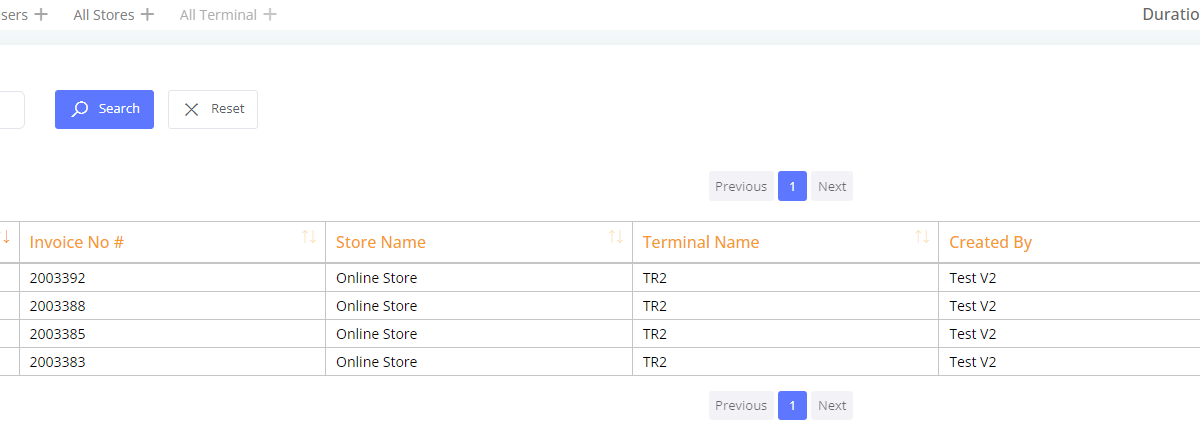 sers + All Stores + All Terminal + Duratio
Search Reset
Previous 1 Next
Invoice No # Store Name Terminal Name Created By
2003392 Online Store TR2 Test V2
2003388 Online Store TR2 Test V2
2003385 Online Store TR2 Test V2
2003383 Online Store TR2 Test V2
Previous 1 Next